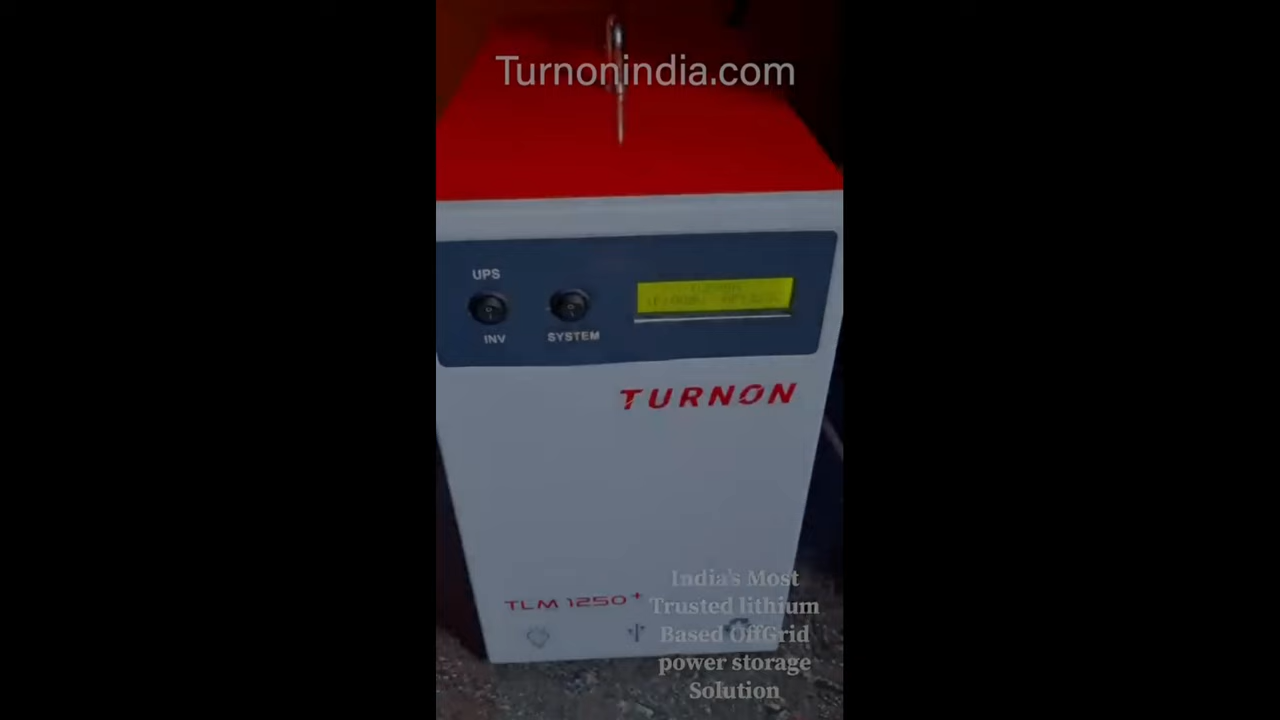 Turnonindia.com
UPS
INV
SYSTEM
TURNON
TLM 1250+
India's Most
Trusted lithium
Based OffGrid
power storage
Solution